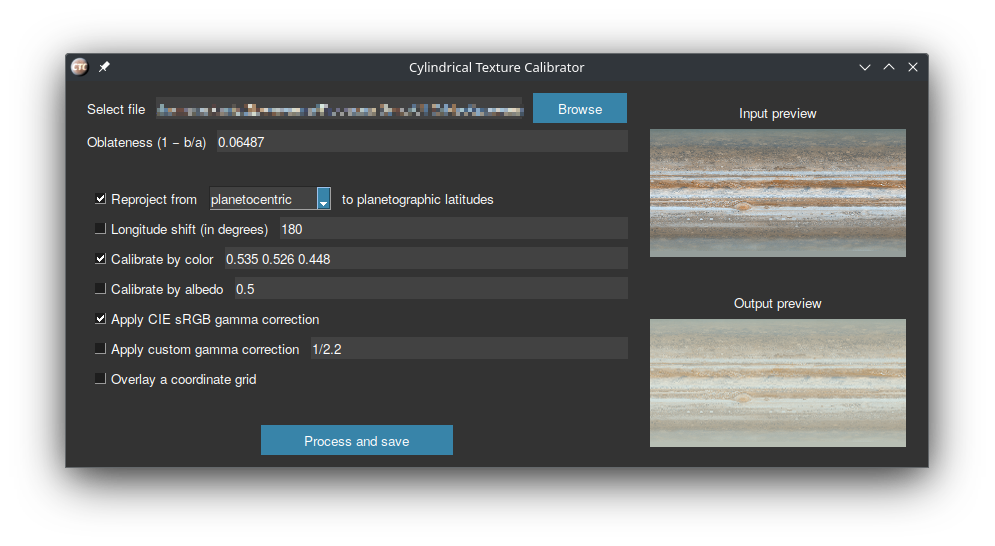 CTC
Cylindrical Texture Calibrator
Select file
Browse
Oblateness (1 − b/a) 0.06487
Reproject from planetocentric to planetographic latitudes
Longitude shift (in degrees) 180
Calibrate by color 0.535 0.526 0.448
Calibrate by albedo 0.5
Apply CIE sRGB gamma correction
Apply custom gamma correction 1/2.2
Overlay a coordinate grid
Process and save
Input preview
Output preview